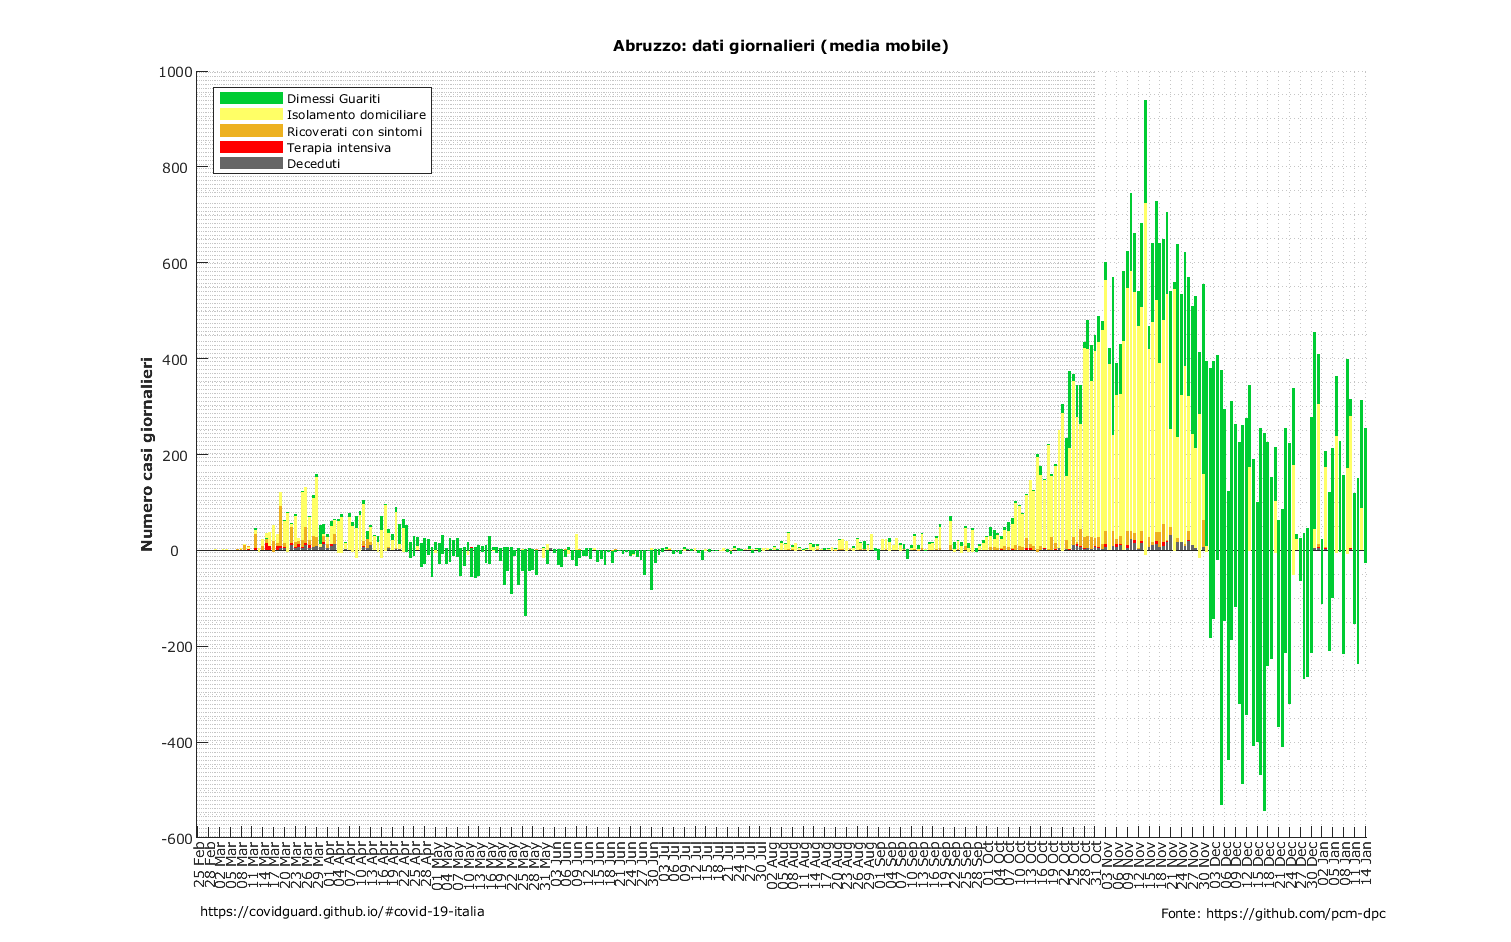 Abruzzo: dati giornalieri (media mobile)
Dimessi Guariti
Isolamento domiciliare
Ricoverati con sintomi
Terapia intensiva
Deceduti
Numero casi giornalieri
1000
800
600
400
200
0
-200
-400
-600
25 Feb
28 Feb
02 Mar
05 Mar
08 Mar
11 Mar
14 Mar
17 Mar
20 Mar
23 Mar
26 Mar
29 Mar
01 Apr
04 Apr
07 Apr
10 Apr
13 Apr
16 Apr
19 Apr
22 Apr
25 Apr
28 Apr
01 May
04 May
07 May
10 May
13 May
16 May
19 May
22 May
25 May
28 May
31 May
03 Jun
06 Jun
09 Jun
12 Jun
15 Jun
18 Jun
21 Jun
24 Jun
27 Jun
30 Jun
03 Jul
06 Jul
09 Jul
12 Jul
15 Jul
18 Jul
21 Jul
24 Jul
27 Jul
30 Jul
02 Aug
05 Aug
08 Aug
11 Aug
14 Aug
17 Aug
20 Aug
23 Aug
26 Aug
29 Aug
01 Sep
04 Sep
07 Sep
10 Sep
13 Sep
16 Sep
19 Sep
22 Sep
25 Sep
28 Sep
01 Oct
04 Oct
07 Oct
10 Oct
13 Oct
16 Oct
19 Oct
22 Oct
25 Oct
28 Oct
31 Oct
03 Nov
06 Nov
09 Nov
12 Nov
15 Nov
18 Nov
21 Nov
24 Nov
27 Nov
30 Nov
03 Dec
06 Dec
09 Dec
12 Dec
15 Dec
18 Dec
21 Dec
24 Dec
27 Dec
30 Dec
02 Jan
05 Jan
08 Jan
11 Jan
14 Jan
https://covidguard.github.io/#covid-19-italia
Fonte: https://github.com/pcm-dpc